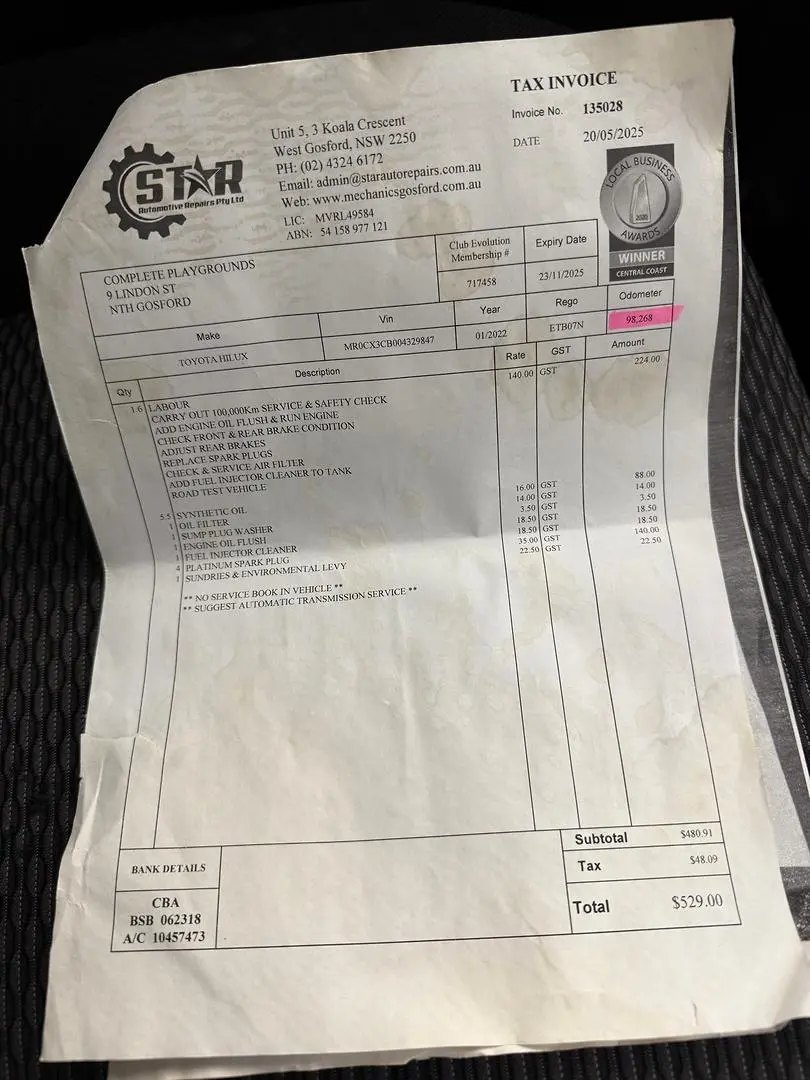 TAX INVOICE
Invoice No. 135028
DATE 20/05/2025
STAR
Automotive Repairs Pty Ltd
Unit 5, 3 Koala Crescent
West Gosford, NSW 2250
PH: (02) 4324 6172
Email: admin@starautorepairs.com.au
Web: www.mechanicsgosford.com.au
LIC: MVRL49584
ABN: 54 158 977 121
LOCAL BUSINESS
2020
AWARDS
WINNER
CENTRAL COAST
COMPLETE PLAYGROUNDS
9 LINDON ST
NTH GOSFORD
Club Evolution
Membership # Expiry Date
717458 23/11/2025
Make Vin Year Rego Odometer
TOYOTA HILUX MR0CX3CB004329847 01/2022 ETB07N 98,268
Qty Description Rate GST Amount
1.6 LABOUR 140.00 GST 224.00
CARRY OUT 100,000Km SERVICE & SAFETY CHECK
ADD ENGINE OIL FLUSH & RUN ENGINE
CHECK FRONT & REAR BRAKE CONDITION
ADJUST REAR BRAKES
REPLACE SPARK PLUGS
CHECK & SERVICE AIR FILTER
ADD FUEL INJECTOR CLEANER TO TANK
ROAD TEST VEHICLE
5.5 SYNTHETIC OIL 16.00 GST 88.00
1 OIL FILTER 14.00 GST 14.00
1 SUMP PLUG WASHER 3.50 GST 3.50
1 ENGINE OIL FLUSH 18.50 GST 18.50
1 FUEL INJECTOR CLEANER 18.50 GST 18.50
4 PLATINUM SPARK PLUG 35.00 GST 140.00
1 SUNDRIES & ENVIRONMENTAL LEVY 22.50 GST 22.50
** NO SERVICE BOOK IN VEHICLE **
** SUGGEST AUTOMATIC TRANSMISSION SERVICE **
Subtotal $480.91
Tax $48.09
Total $529.00
BANK DETAILS
CBA
BSB 062318
A/C 10457473